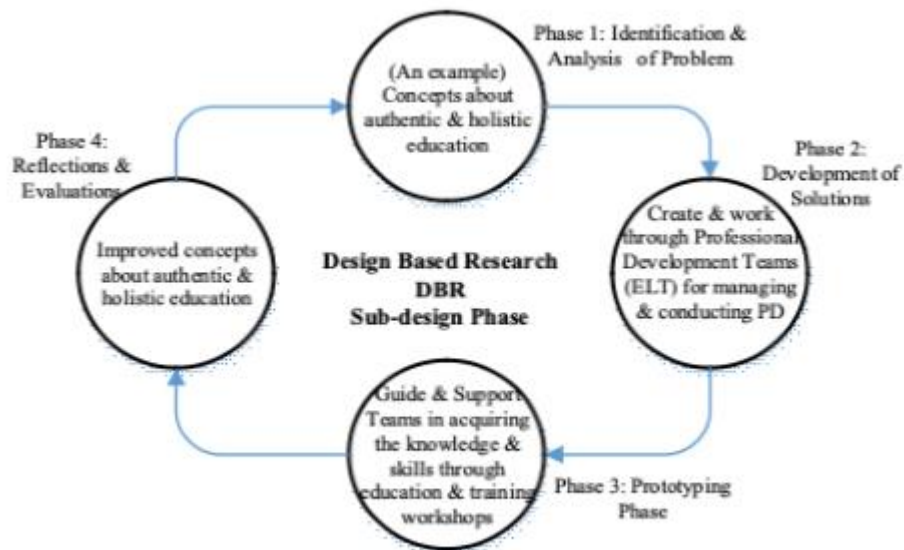 Phase 1: Identification &
Analysis of Problem
(An example)
Concepts about
authentic & holistic
education
Phase 2:
Development of
Solutions
Create & work
through Professional
Development Teams
(ELT) for managing
& conducting PD
Phase 3: Prototyping
Phase
Guide & Support
Teams in acquiring
the knowledge &
skills through
education & training
workshops
Phase 4:
Reflections &
Evaluations
Improved concepts
about authentic &
holistic education
Design Based Research
DBR
Sub-design Phase